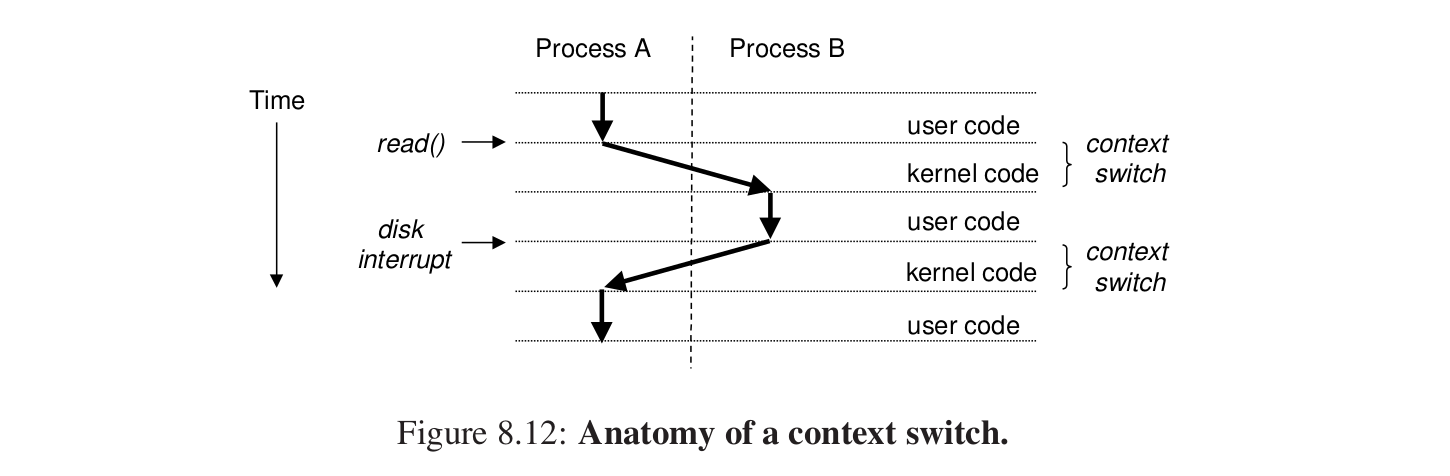 Process A
Process B
Time
user code
read()
context
switch
kernel code
user code
disk
interrupt
context
switch
kernel code
user code
Figure 8.12: Anatomy of a context switch.